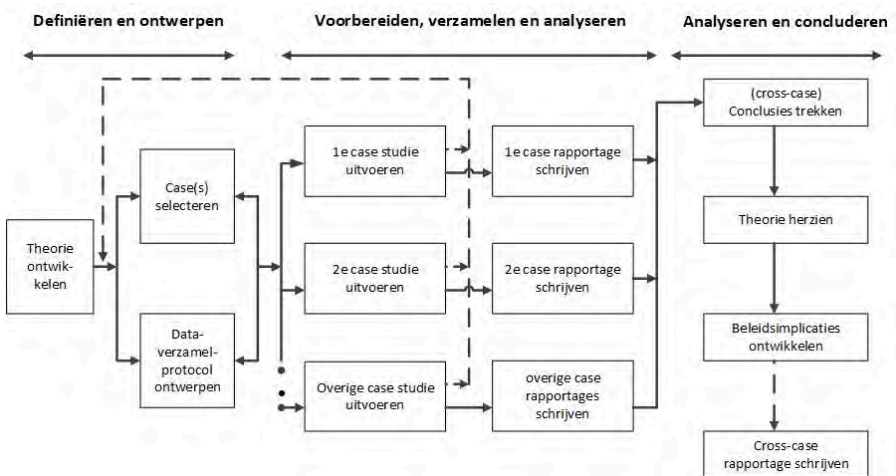 Definiëren en ontwerpen
Voorbereiden, verzamelen en analyseren
Analyseren en concluderen
Theorie
ontwik-
kelen
Case(s)
selecteren
Data-
verzamel-
protocol
ontwerpen
1e case studie
uitvoeren
2e case studie
uitvoeren
Overige case studie
uitvoeren
1e case rapportage
schrijven
2e case rapportage
schrijven
overige case
rapportages
schrijven
(cross-case)
Conclusies trekken
Theorie herzien
Beleidsimplicaties
ontwikkelen
Cross-case
rapportage schrijven